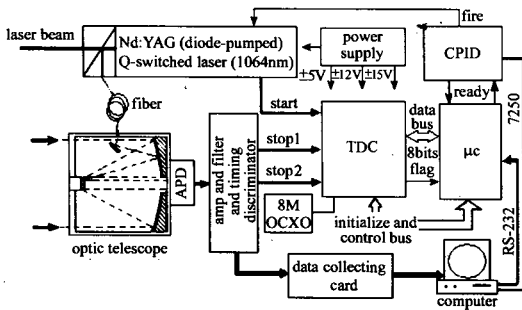 fire
laser beam
Nd:YAG (diode-pumped)
Q-switched laser (1064nm)
power
supply
CPID
±5V
±12V
±15V
fiber
start
ready
7250
data
bus
stop1
TDC
8bits
flag
μc
amp and filter
and timing
discriminator
APD
stop2
8M
OCXO
initialize and
control bus
RS-232
optic telescope
data collecting
card
computer